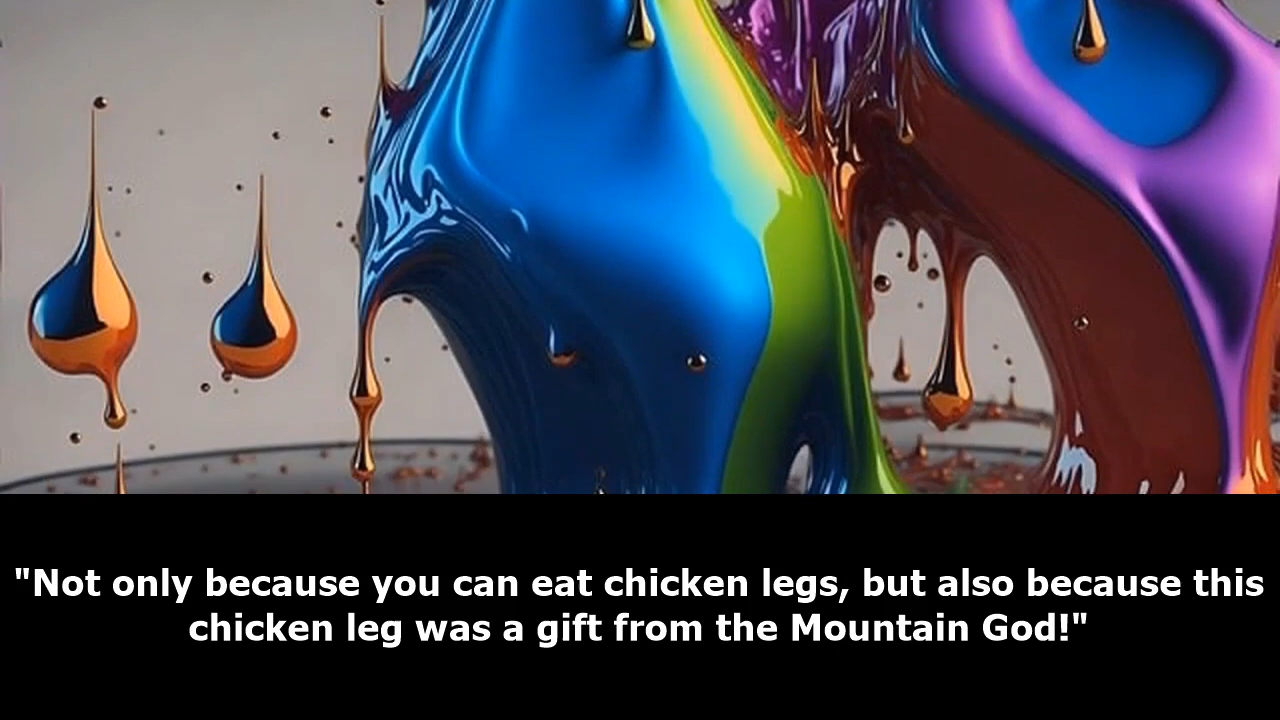 "Not only because you can eat chicken legs, but also because this
chicken leg was a gift from the Mountain God!"